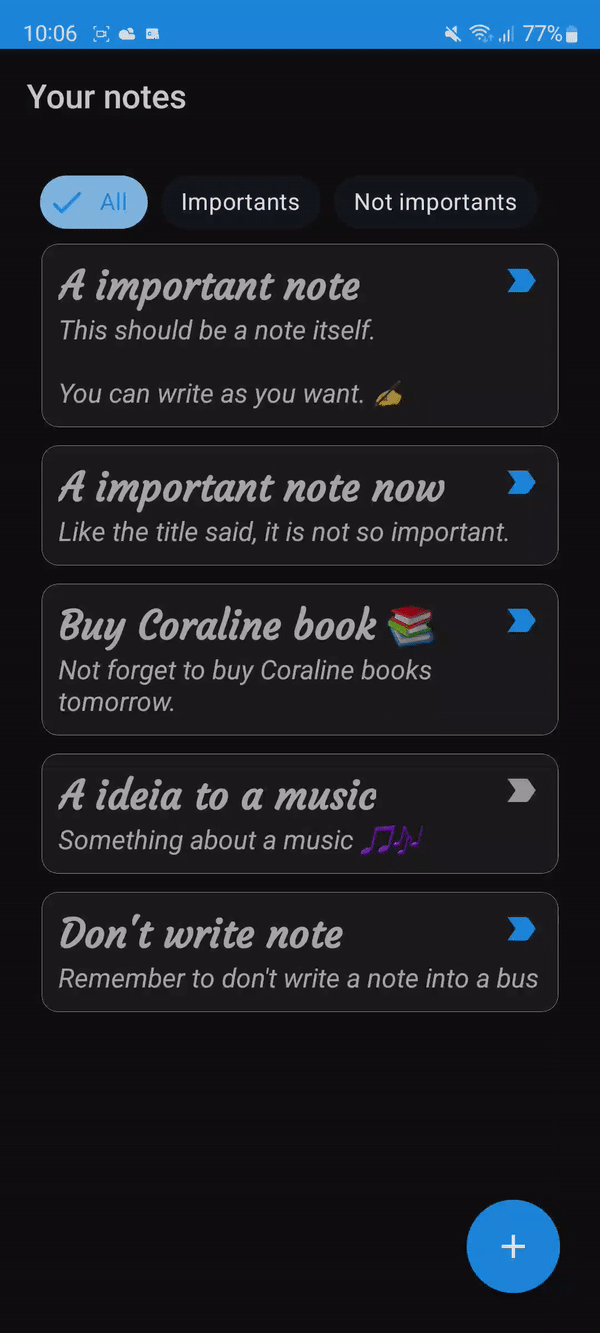 10:06 77%
Your notes
All Importants Not importants
A important note
This should be a note itself.
You can write as you want. ✍️
A important note now
Like the title said, it is not so important.
Buy Coraline book 📚
Not forget to buy Coraline books
tomorrow.
A ideia to a music
Something about a music 🎵🎶
Don't write note
Remember to don't write a note into a bus